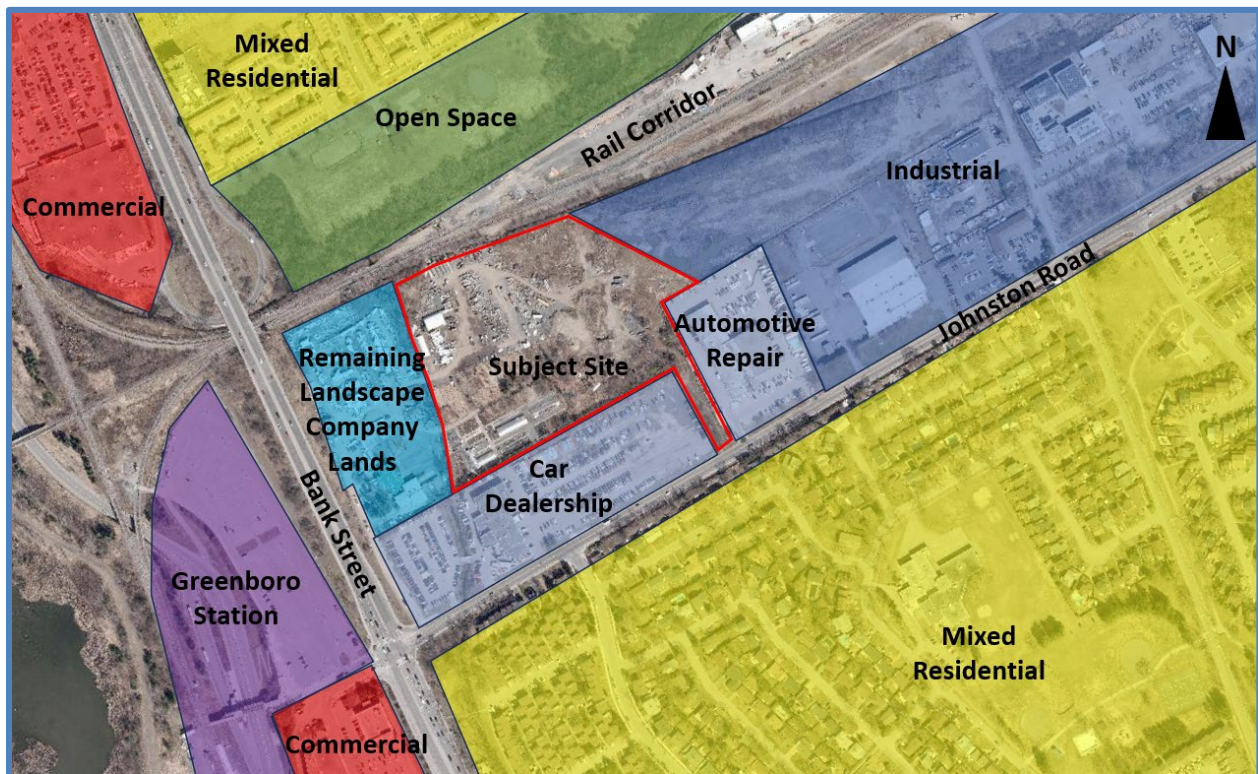 Mixed
Residential
N
Open Space
Rail Corridor
Industrial
Commercial
Johnston Road
Automotive
Repair
Remaining
Landscape
Company
Lands
Subject Site
Car
Dealership
Bank Street
Greenboro
Station
Mixed
Residential
Commercial